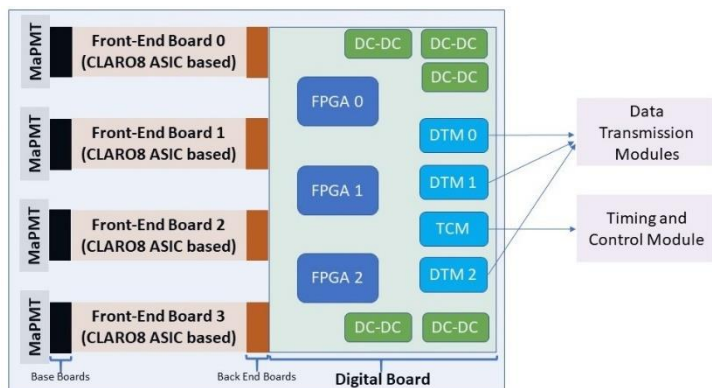 MaPMT
Front-End Board 0
(CLARO8 ASIC based)
MaPMT
Front-End Board 1
(CLARO8 ASIC based)
MaPMT
Front-End Board 2
(CLARO8 ASIC based)
MaPMT
Front-End Board 3
(CLARO8 ASIC based)
Base Boards
Back End Boards
Digital Board
DC-DC
DC-DC
DC-DC
FPGA 0
FPGA 1
FPGA 2
DTM 0
DTM 1
TCM
DTM 2
DC-DC
DC-DC
Data
Transmission
Modules
Timing and
Control Module